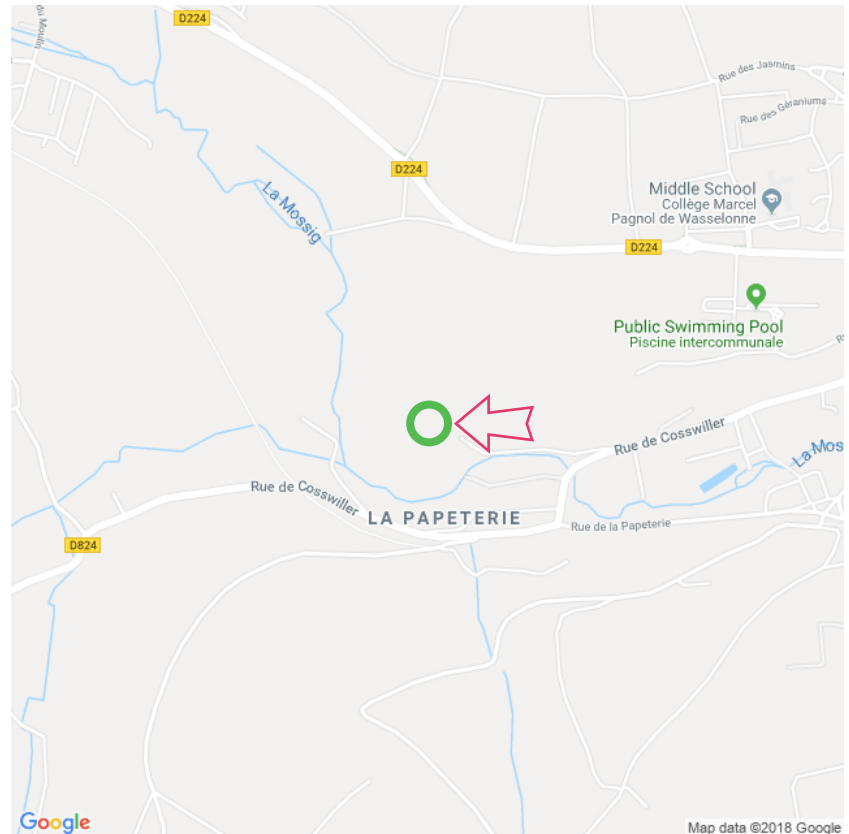 du Moulin
D224
Rue des Jasmins
Rue des Géraniums
D224
La Mossig
Middle School
Collège Marcel
Pagnol de Wasselonne
D224
Public Swimming Pool
Piscine intercommunale
Rue de Cosswiller
Rue de Cosswiller
LA PAPETERIE
Rue de la Papeterie
D824
Google
Map data ©2018 Google